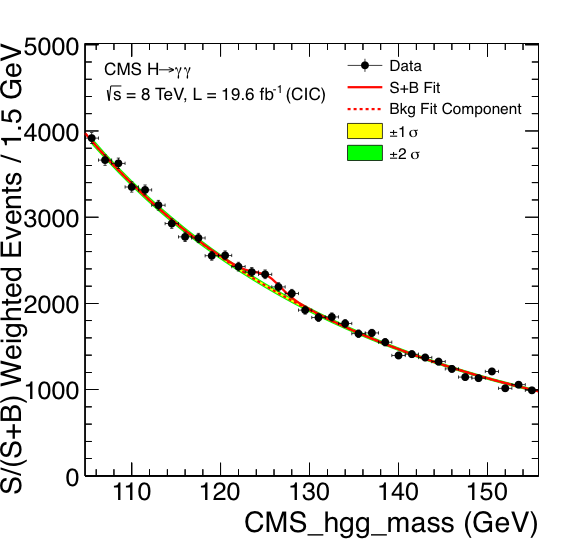 S/(S+B) Weighted Events / 1.5 GeV
5000
4000
3000
2000
1000
0
CMS H→γγ
√s = 8 TeV, L = 19.6 fb⁻¹ (CIC)
Data
S+B Fit
Bkg Fit Component
±1 σ
±2 σ
110 120 130 140 150
CMS_hgg_mass (GeV)